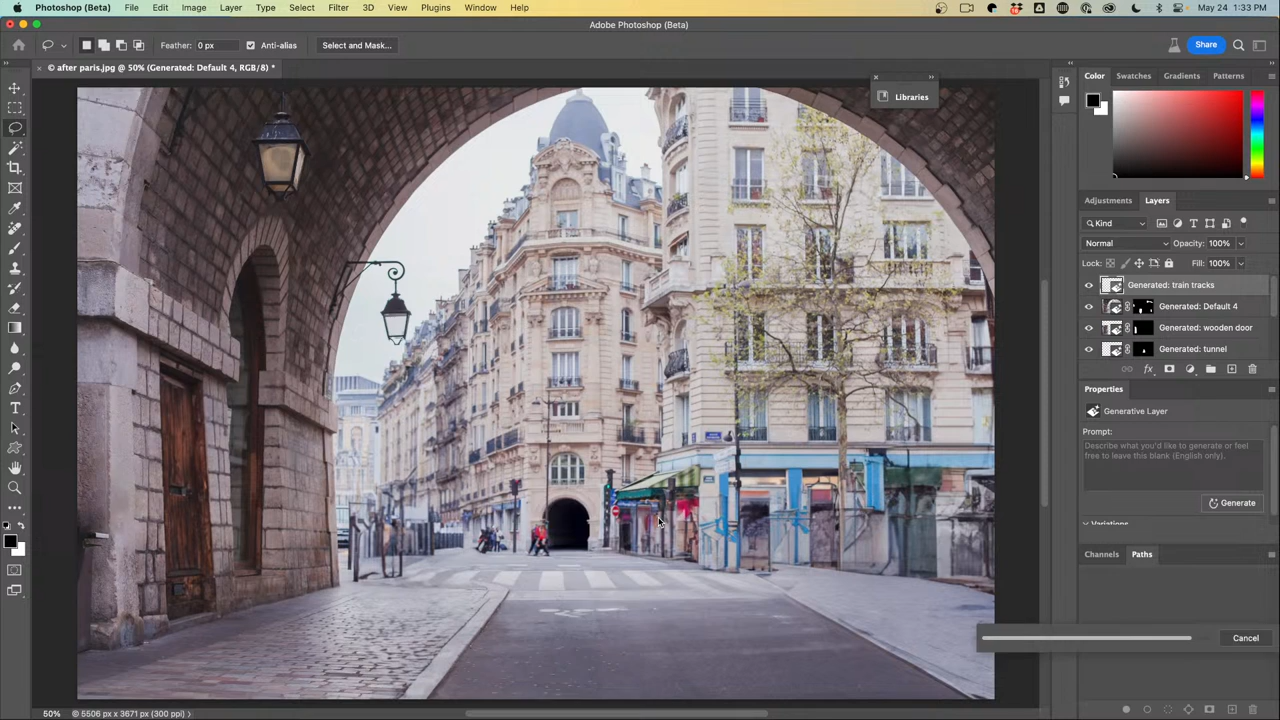 Photoshop (Beta) File Edit Image Layer Type Select Filter 3D View Plugins Window Help May 24 1:33 PM
Adobe Photoshop (Beta)
Feather: 0 px Anti-alias Select and Mask... Share
© after paris.jpg @ 50% (Generated: Default 4, RGB/8) *
Color Swatches Gradients Patterns
Libraries
Adjustments Layers
Kind
Normal Opacity: 100%
Lock: Fill: 100%
Generated: train tracks
Generated: Default 4
Generated: wooden door
Generated: tunnel
fx
Properties
Generative Layer
Prompt:
Describe what you'd like to generate or feel
free to leave this blank (English only).
Generate
Variations
Channels Paths
Cancel
50% 5506 px x 3671 px (300 ppi)